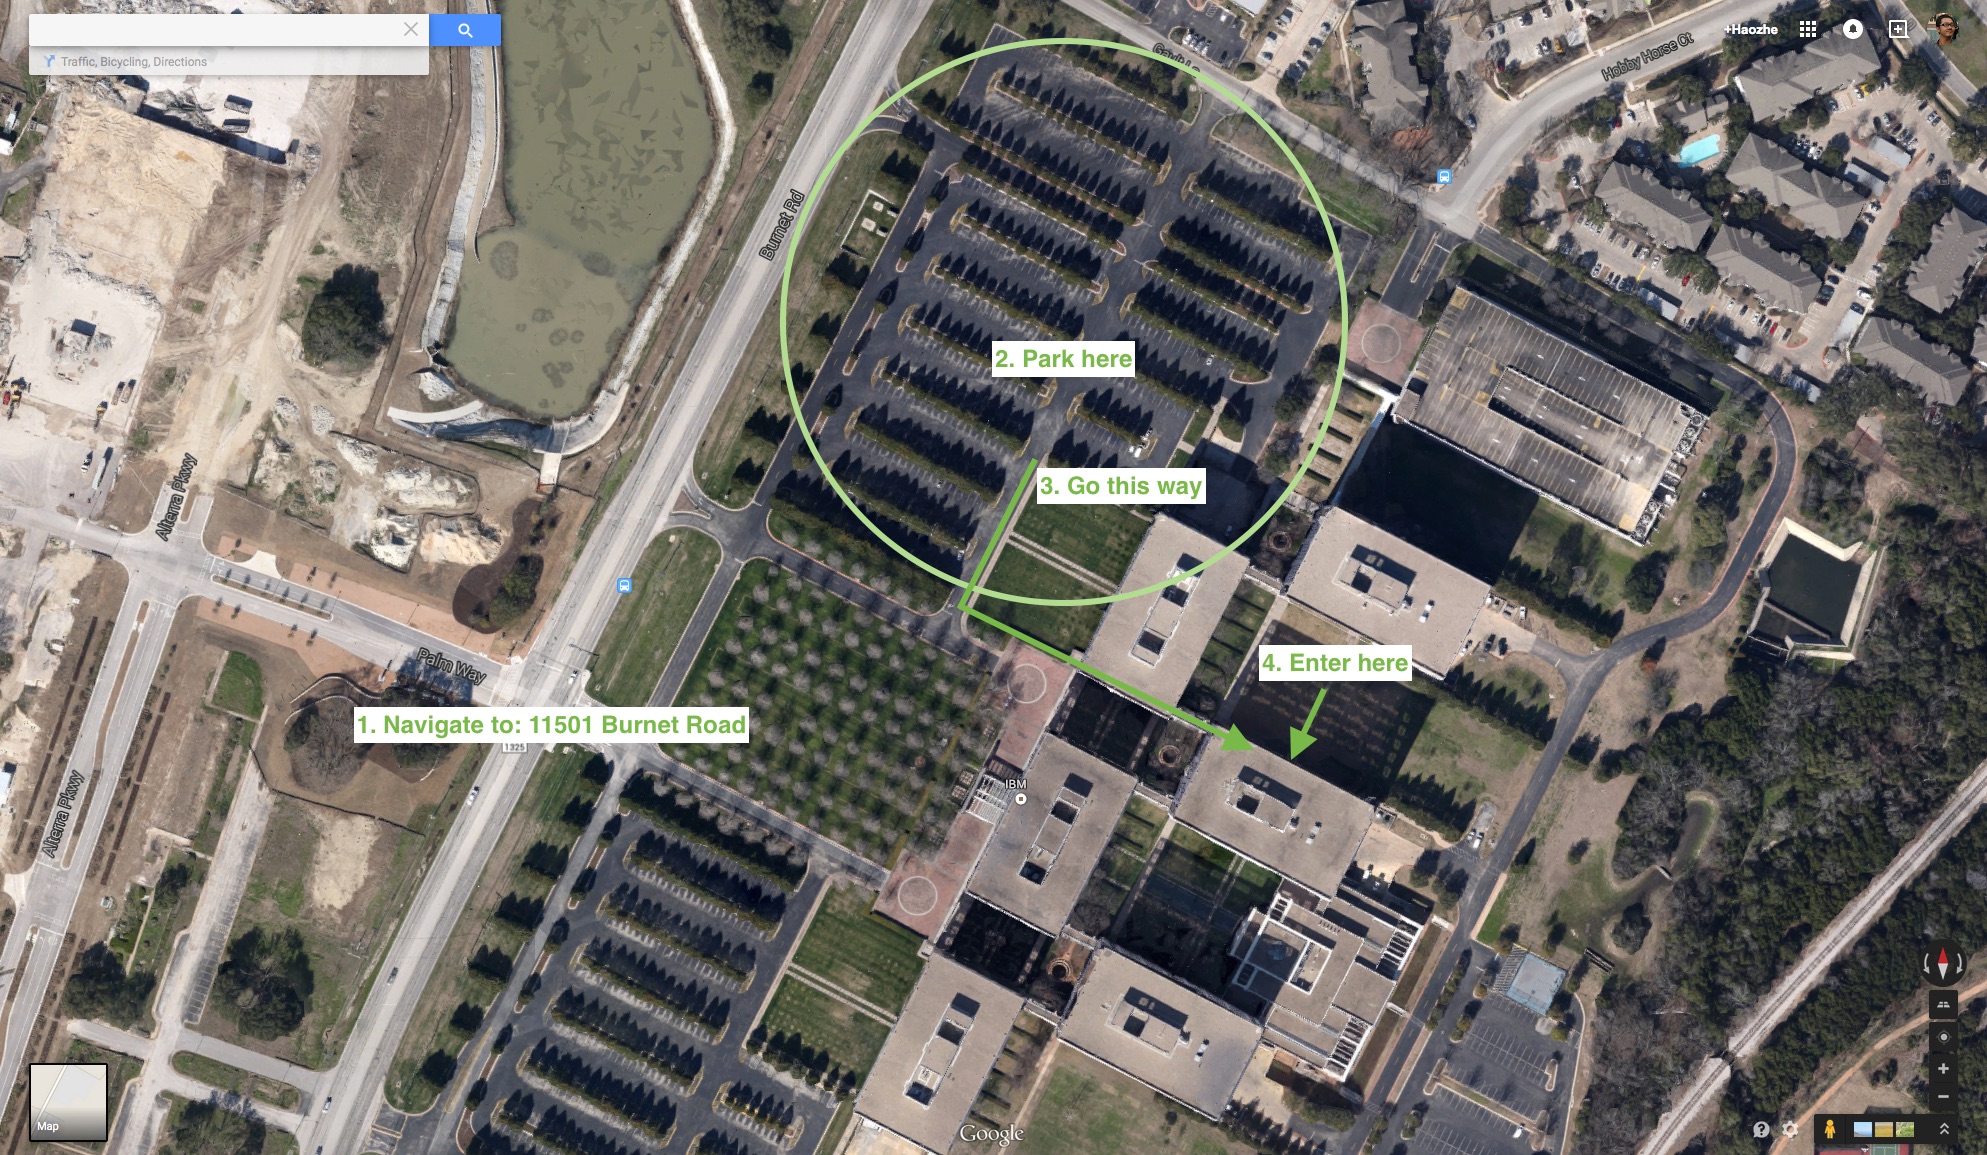 Traffic, Bicycling, Directions
+Haozhe
Hobby Horse Ct
Burnet Rd
2. Park here
3. Go this way
Alterra Pkwy
Palm Way
4. Enter here
1. Navigate to: 11501 Burnet Road
1325
IBM
Alterra Pkwy
Map
Google